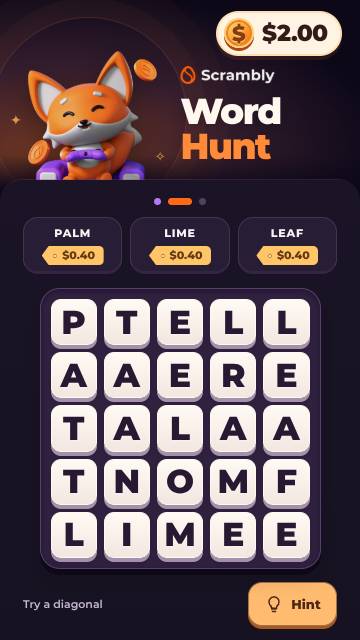 $2.00
Scrambly
Word
Hunt
PALM LIME LEAF
$0.40 $0.40 $0.40
P T E L L
A A E R E
T A L A A
T N O M F
L I M E E
Try a diagonal
Hint